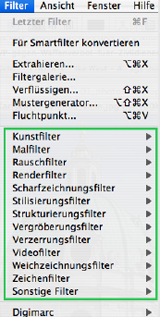 Filter Ansicht Fenster Hilfe
Letzter Filter ⌘F
Für Smartfilter konvertieren
Extrahieren... ⌥⌘X
Filtergalerie...
Verflüssigen... ⇧⌘X
Mustergenerator... ⌥⇧⌘X
Fluchtpunkt... ⌥⌘V
Kunstfilter
Malfilter
Rauschfilter
Renderfilter
Scharfzeichnungsfilter
Stilisierungsfilter
Strukturierungsfilter
Vergröberungsfilter
Verzerrungsfilter
Videofilter
Weichzeichnungsfilter
Zeichenfilter
Sonstige Filter
Digimarc